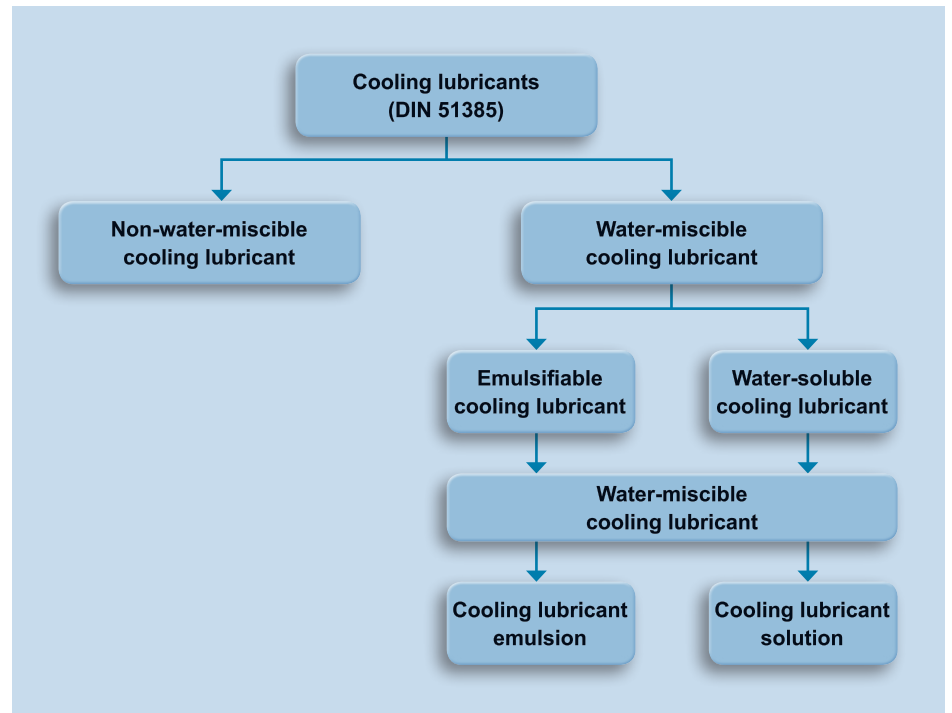 Cooling lubricants
(DIN 51385)
Non-water-miscible
cooling lubricant
Water-miscible
cooling lubricant
Emulsifiable
cooling lubricant
Water-soluble
cooling lubricant
Water-miscible
cooling lubricant
Cooling lubricant
emulsion
Cooling lubricant
solution